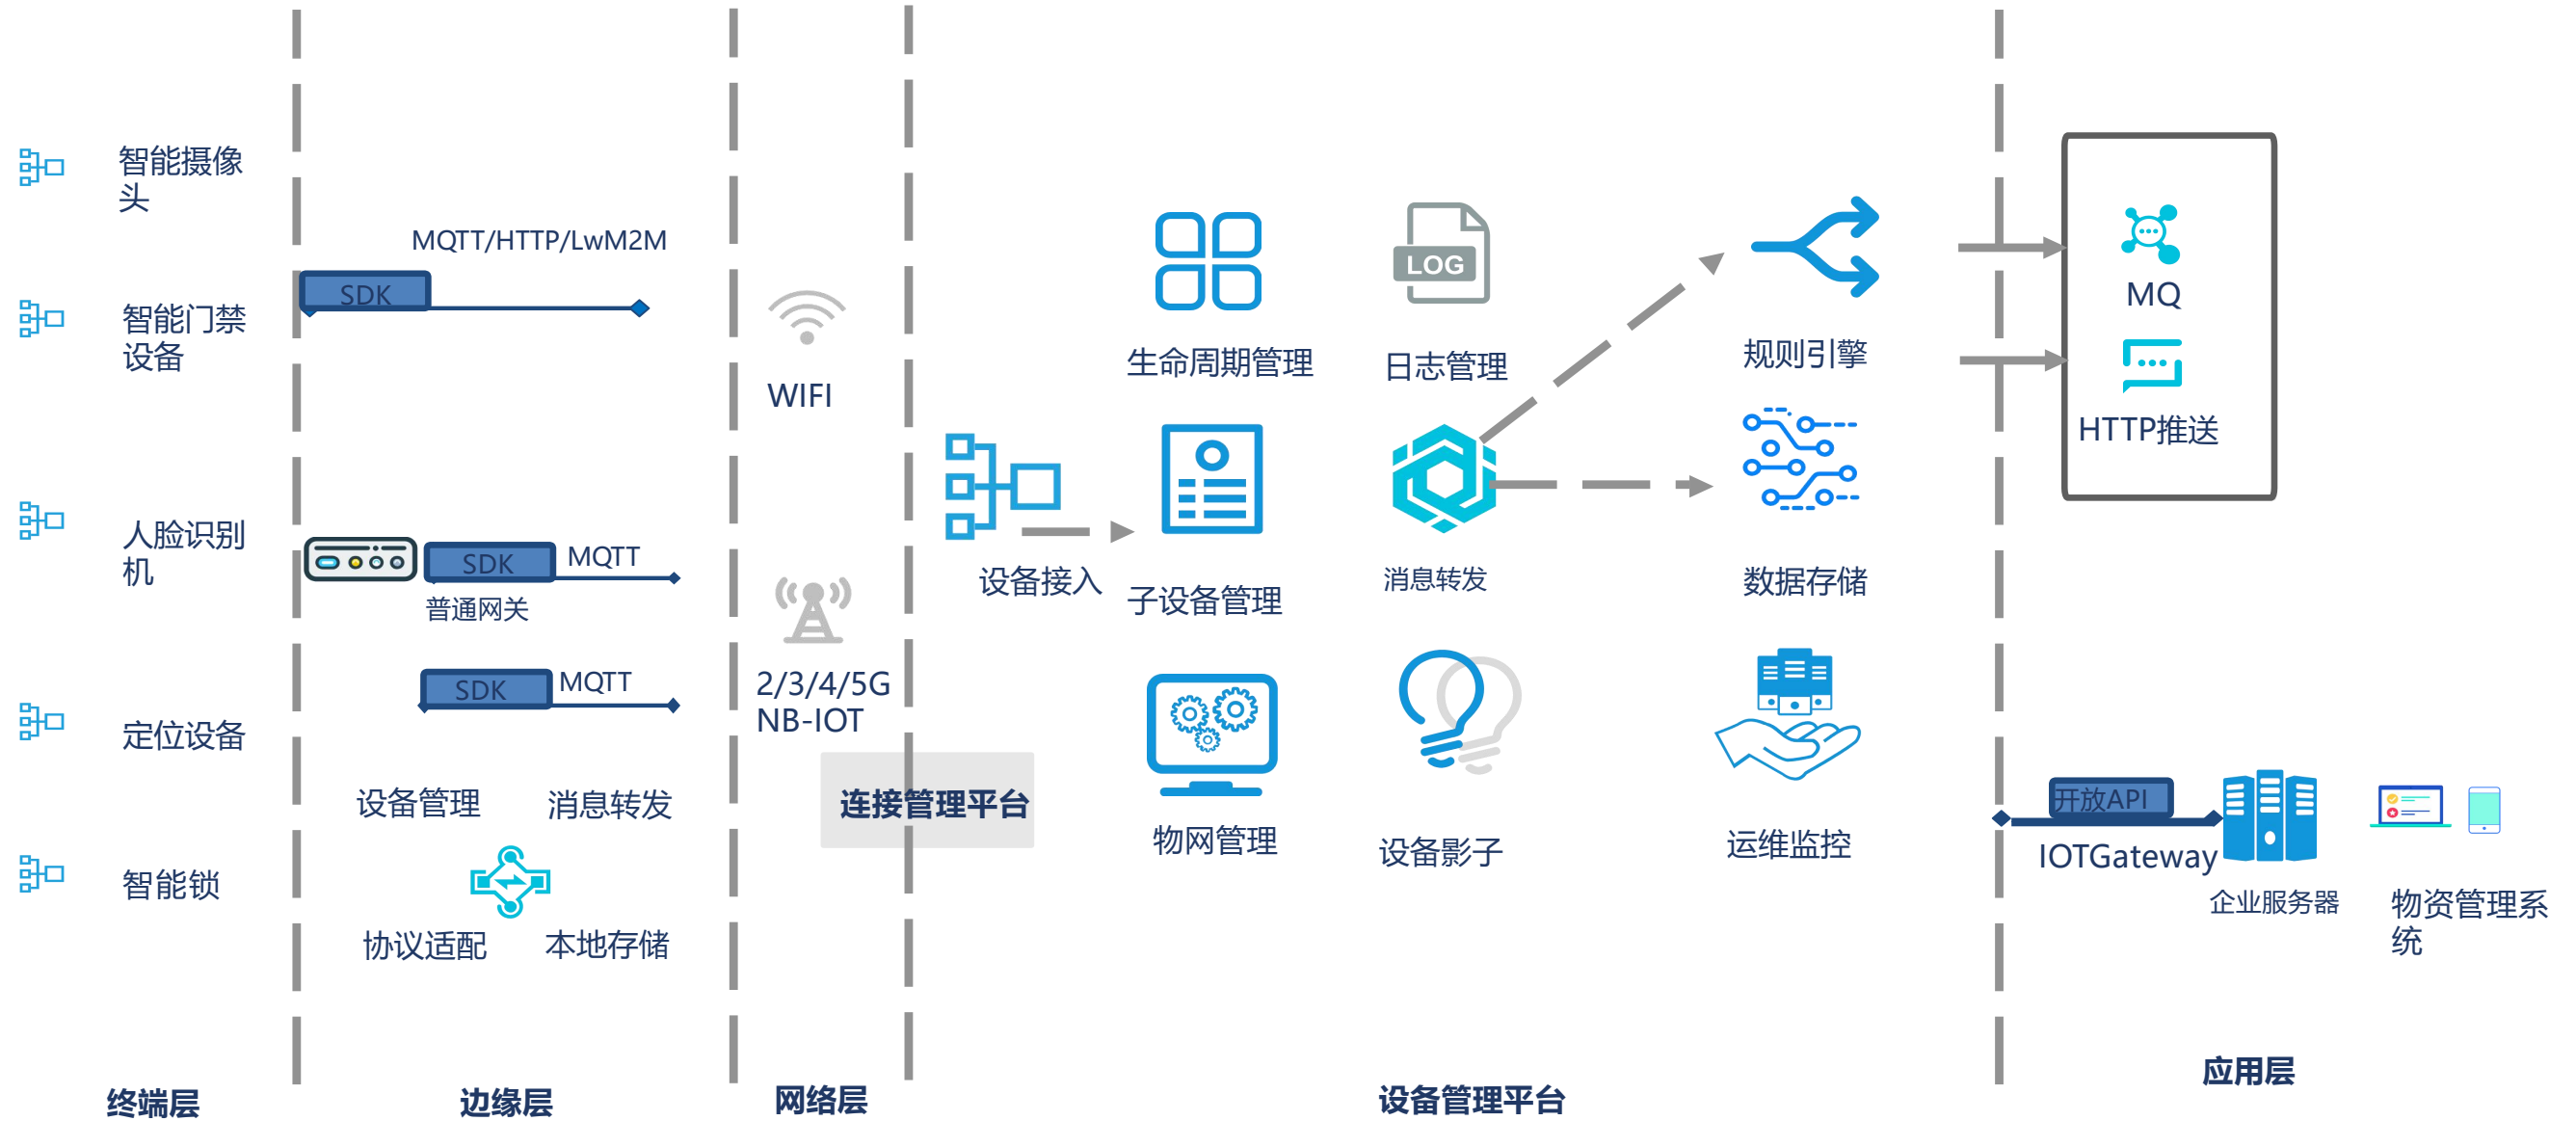 智能摄像
头
智能门禁
设备
人脸识别
机
定位设备
智能锁
终端层
MQTT/HTTP/LwM2M
SDK
SDK
MQTT
普通网关
SDK
MQTT
设备管理
消息转发
协议适配
本地存储
边缘层
WIFI
2/3/4/5G
NB-IOT
连接管理平台
网络层
设备接入
生命周期管理
LOG
日志管理
规则引擎
子设备管理
消息转发
数据存储
物网管理
设备影子
运维监控
设备管理平台
MQ
HTTP推送
开放API
IOTGateway
企业服务器
物资管理系
统
应用层